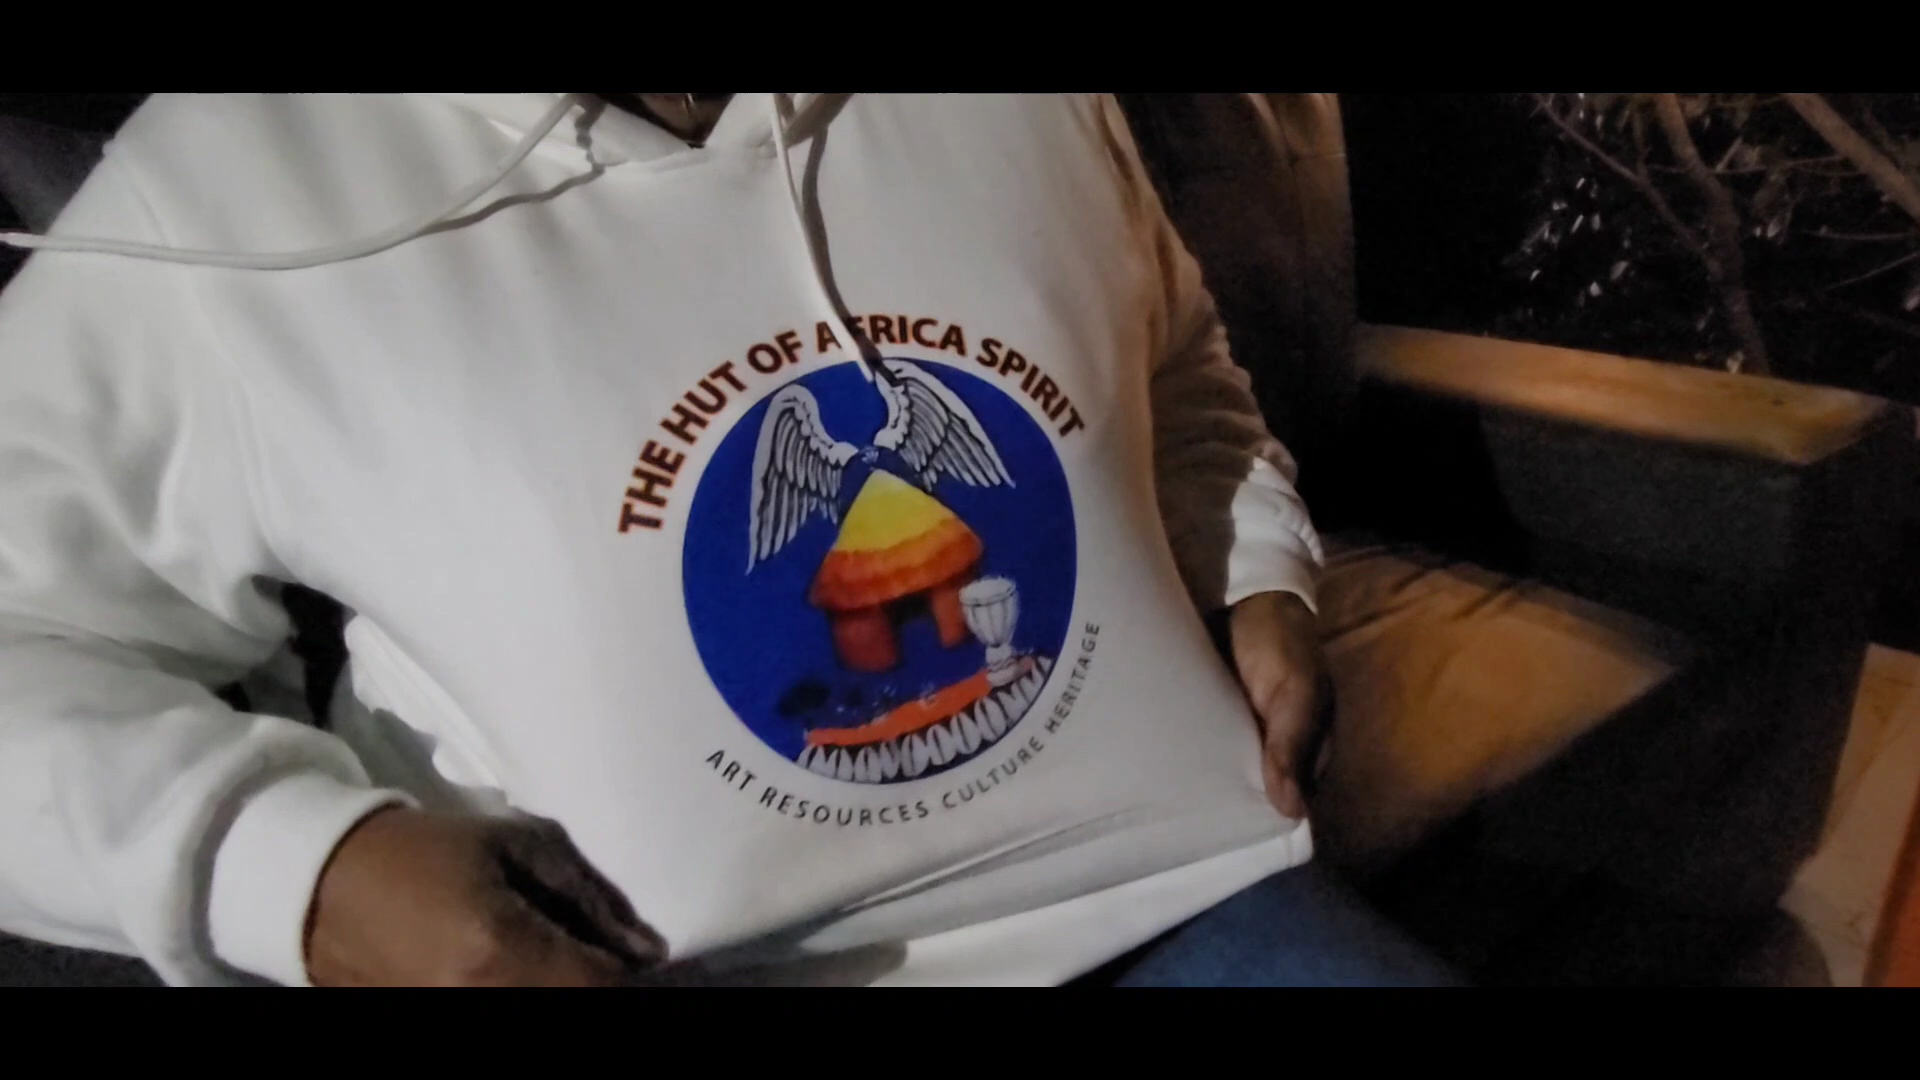 THE HUT OF AFRICA SPIRIT
ART RESOURCES CULTURE HERITAGE